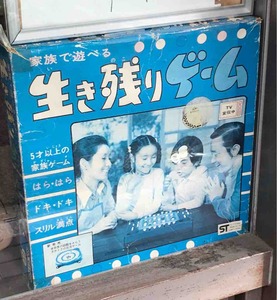 家族で遊べる
生き残りゲーム
TV
5才以上の
家族ゲーム
はら・はら
ドキ・ドキ
スリル満点
ST